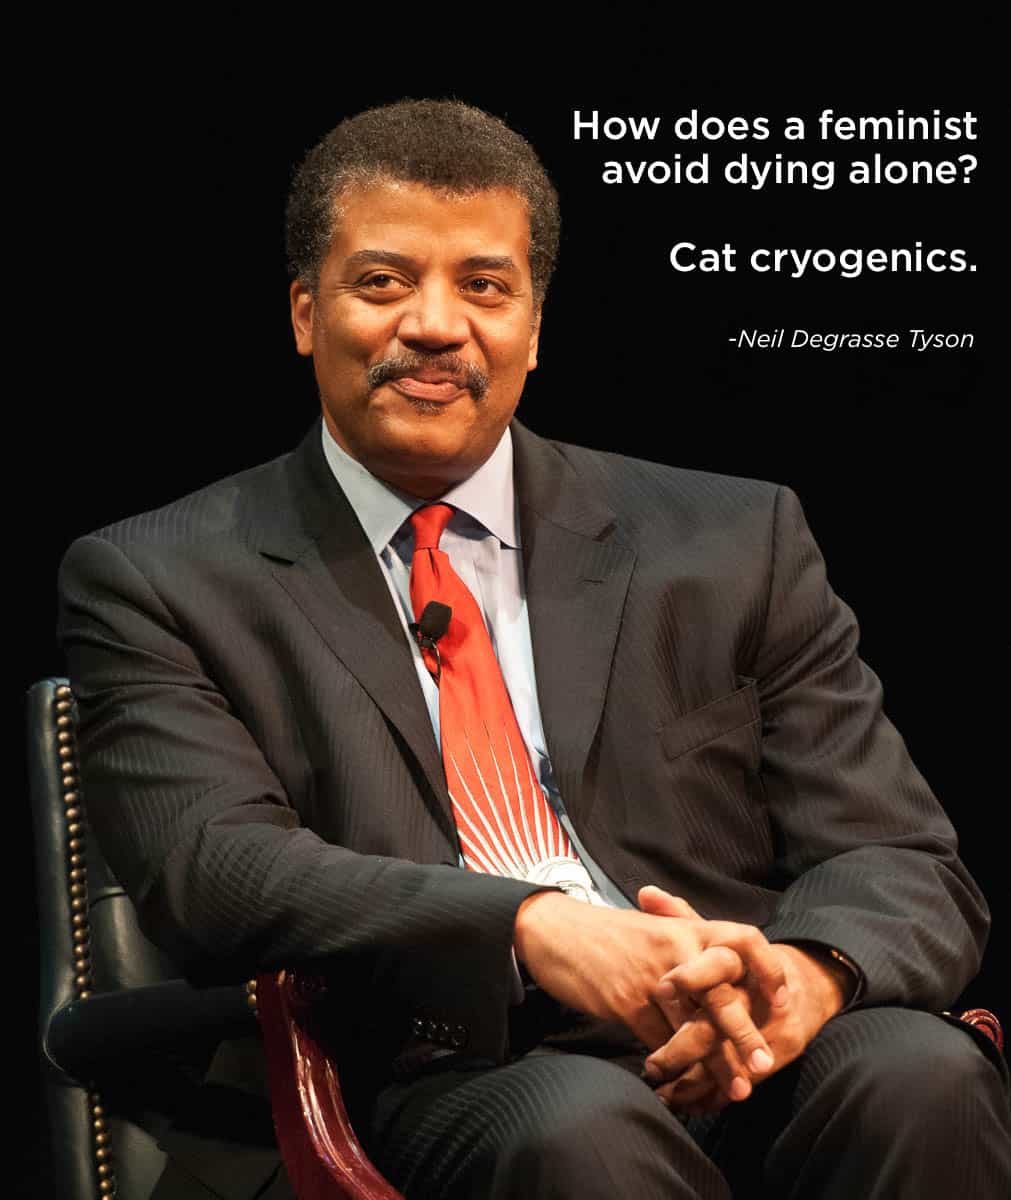 How does a feminist
avoid dying alone?
Cat cryogenics.
-Neil Degrasse Tyson